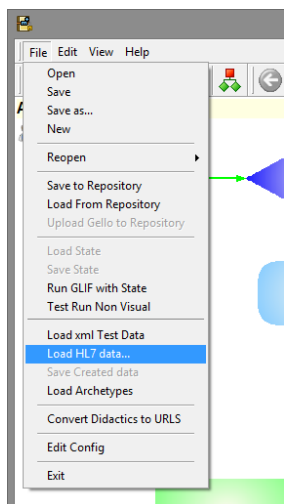 File Edit View Help
Open
Save
Save as...
New
Reopen
Save to Repository
Load From Repository
Upload Gello to Repository
Load State
Save State
Run GLIF with State
Test Run Non Visual
Load xml Test Data
Load HL7 data...
Save Created data
Load Archetypes
Convert Didactics to URLS
Edit Config
Exit